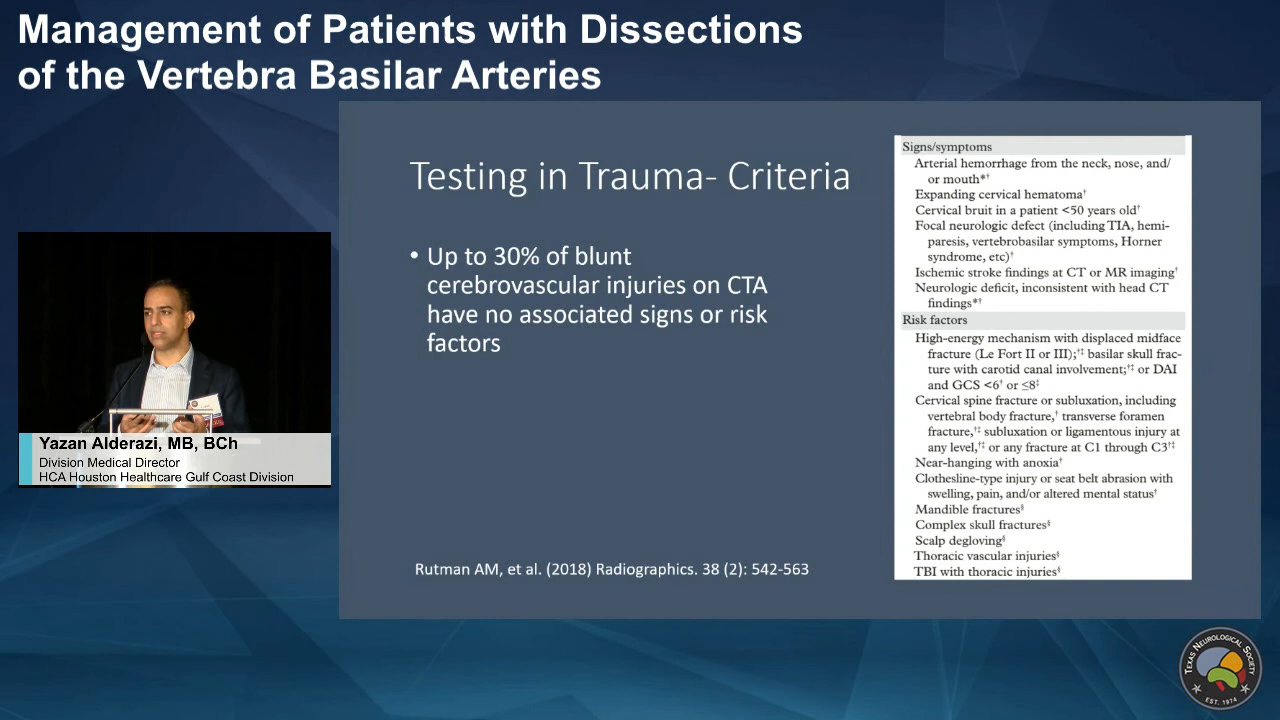 Management of Patients with Dissections
of the Vertebra Basilar Arteries
Testing in Trauma- Criteria
• Up to 30% of blunt
cerebrovascular injuries on CTA
have no associated signs or risk
factors
Rutman AM, et al. (2018) Radiographics. 38 (2): 542-563
Signs/symptoms
Arterial hemorrhage from the neck, nose, and/
or mouth*†
Expanding cervical hematoma†
Cervical bruit in a patient <50 years old†
Focal neurologic defect (including TIA, hemi-
paresis, vertebrobasilar symptoms, Horner
syndrome, etc)†
Ischemic stroke findings at CT or MR imaging†
Neurologic deficit, inconsistent with head CT
findings*†
Risk factors
High-energy mechanism with displaced midface
fracture (Le Fort II or III);†‡ basilar skull frac-
ture with carotid canal involvement;†‡ or DAI
and GCS <6† or ≤8‡
Cervical spine fracture or subluxation, including
vertebral body fracture,† transverse foramen
fracture,†‡ subluxation or ligamentous injury at
any level,†‡ or any fracture at C1 through C3†‡
Near-hanging with anoxia†
Clothesline-type injury or seat belt abrasion with
swelling, pain, and/or altered mental status†
Mandible fractures§
Complex skull fractures§
Scalp degloving§
Thoracic vascular injuries§
TBI with thoracic injuries§
Yazan Alderazi, MB, BCh
Division Medical Director
HCA Houston Healthcare Gulf Coast Division
TEXAS NEUROLOGICAL SOCIETY
EST. 1974